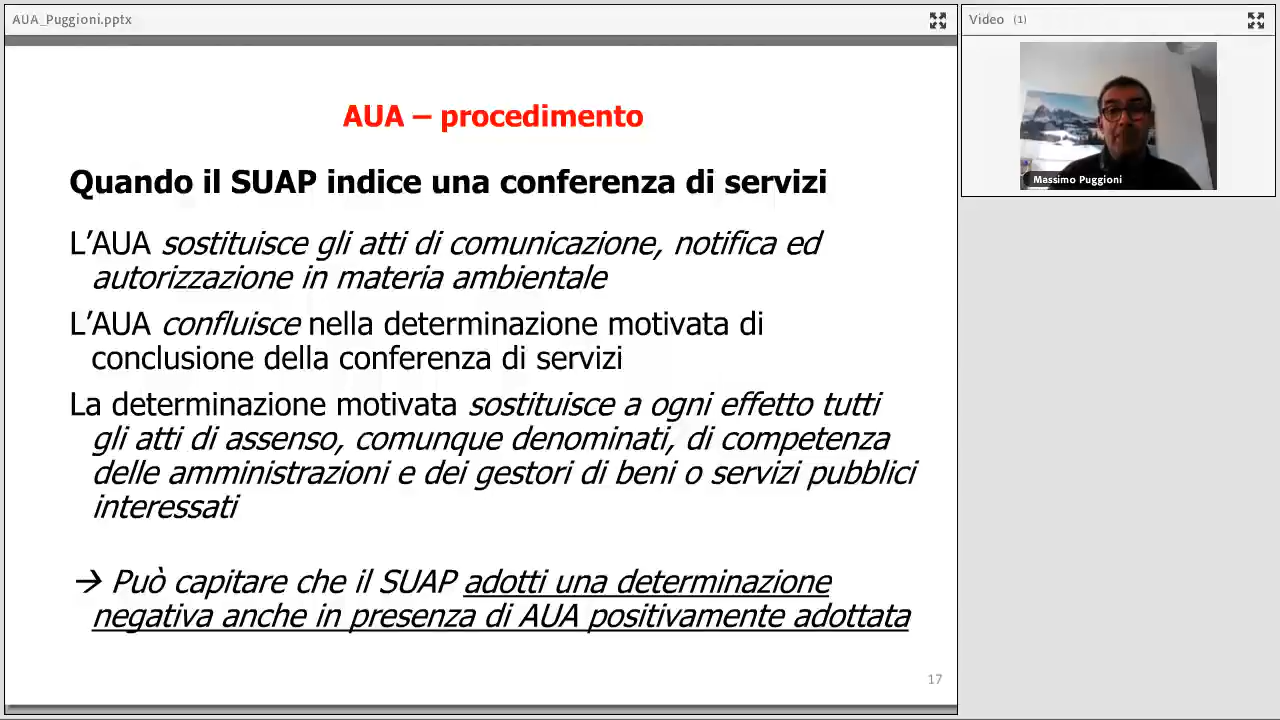 AUA_Puggioni.pptx
Video (1)
Massimo Puggioni
AUA – procedimento
Quando il SUAP indice una conferenza di servizi
L’AUA sostituisce gli atti di comunicazione, notifica ed
autorizzazione in materia ambientale
L’AUA confluisce nella determinazione motivata di
conclusione della conferenza di servizi
La determinazione motivata sostituisce a ogni effetto tutti
gli atti di assenso, comunque denominati, di competenza
delle amministrazioni e dei gestori di beni o servizi pubblici
interessati
→ Può capitare che il SUAP adotti una determinazione
negativa anche in presenza di AUA positivamente adottata
17